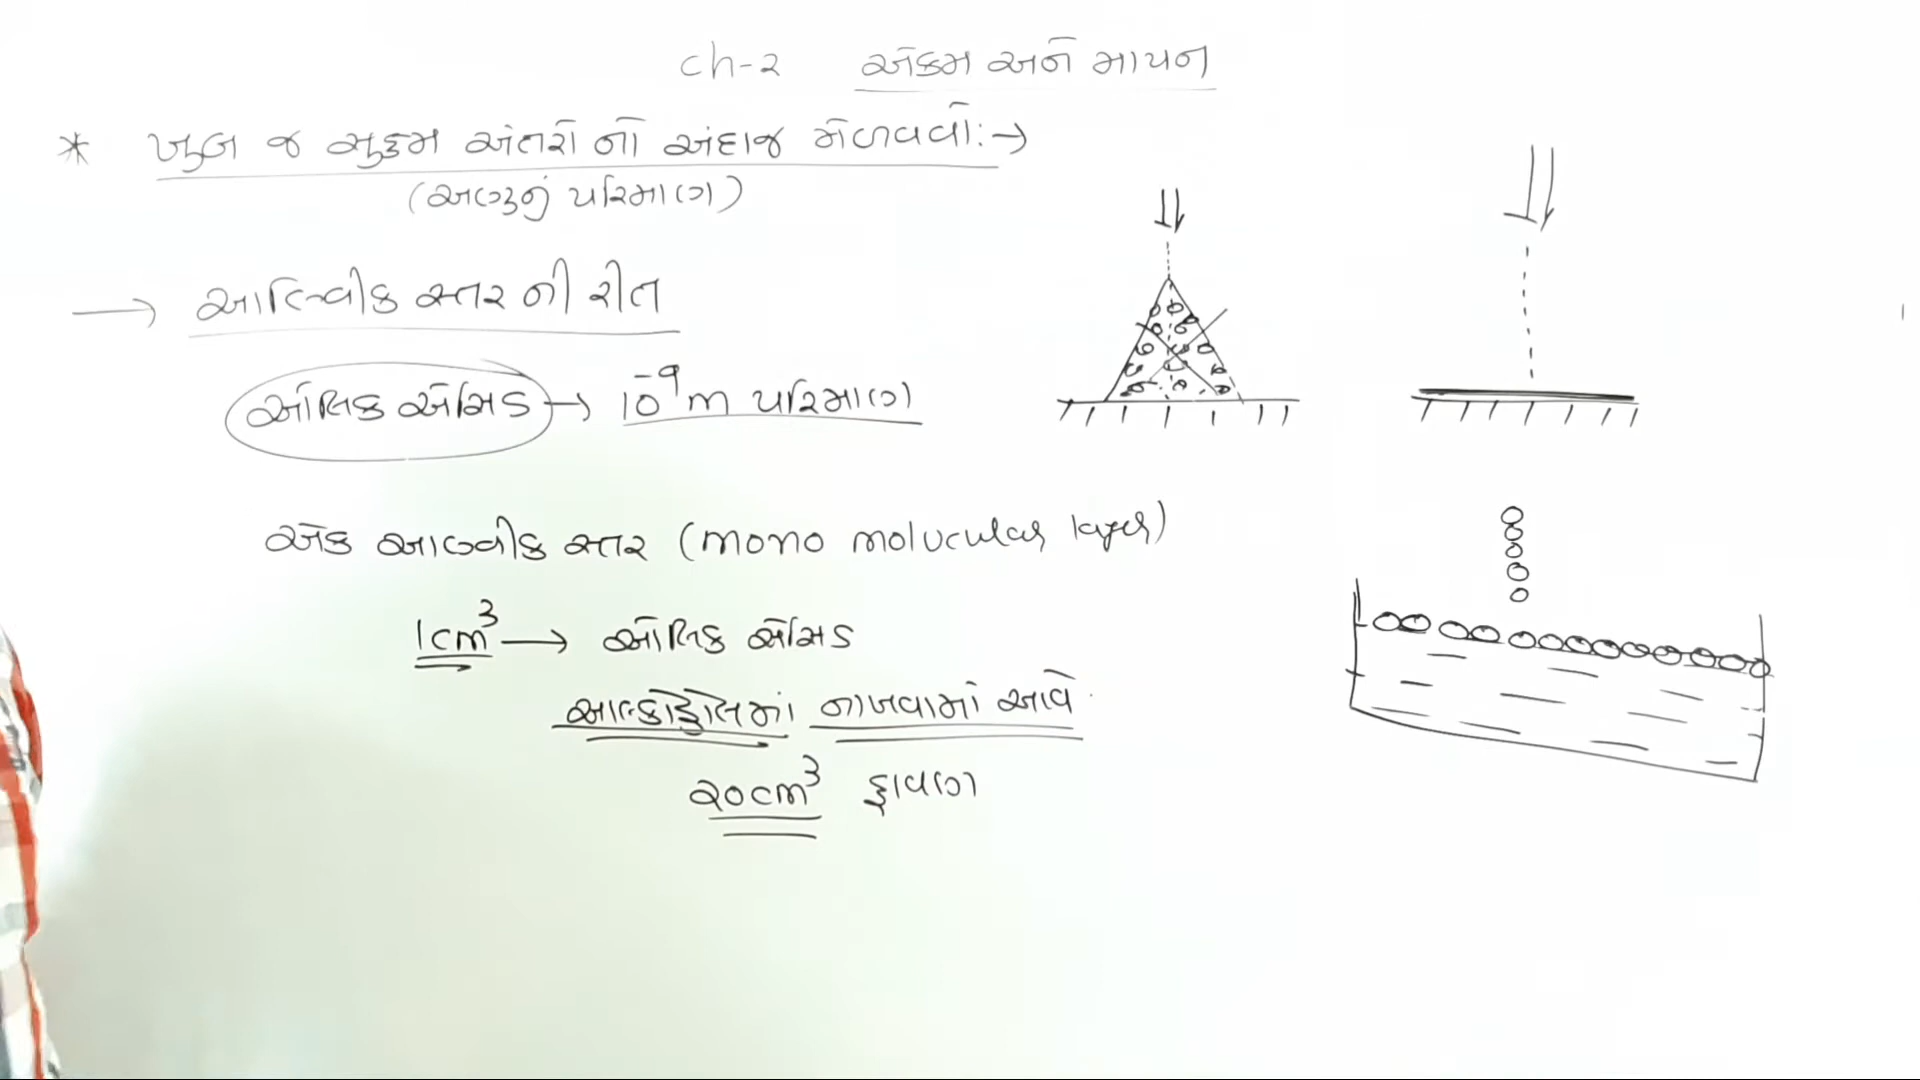 ch-2 એકમ અને માપન
* ખુબ જ સુક્ષ્મ અંતરો નો અંદાજ મેળવવો:→
(અણુનું પરિમાણ)
→ આણ્વીક સ્તર ની રીત
ઓલિક એસિડ → 10⁻⁹m પરિમાણ
એક આણ્વીક સ્તર (mono molucular layer)
1cm³ → ઓલિક એસિડ
આલ્કોહોલમાં નાખવામાં આવે
20cm³ દ્રાવણ